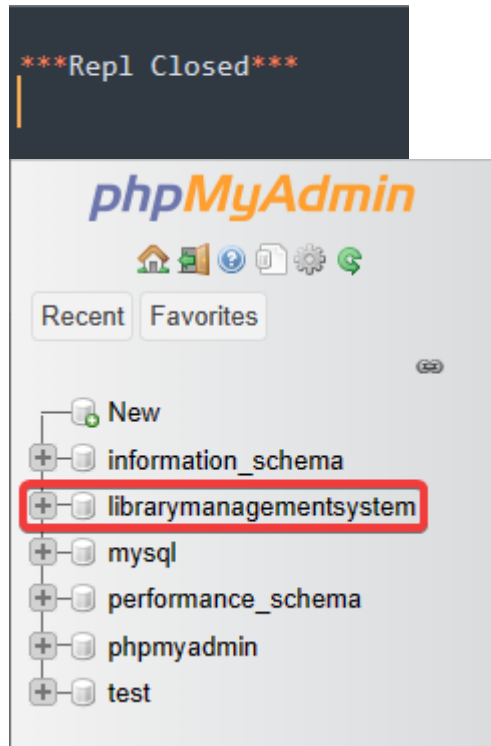 ***Repl Closed***
phpMyAdmin
Recent Favorites
New
information_schema
librarymanagementsystem
mysql
performance_schema
phpmyadmin
test